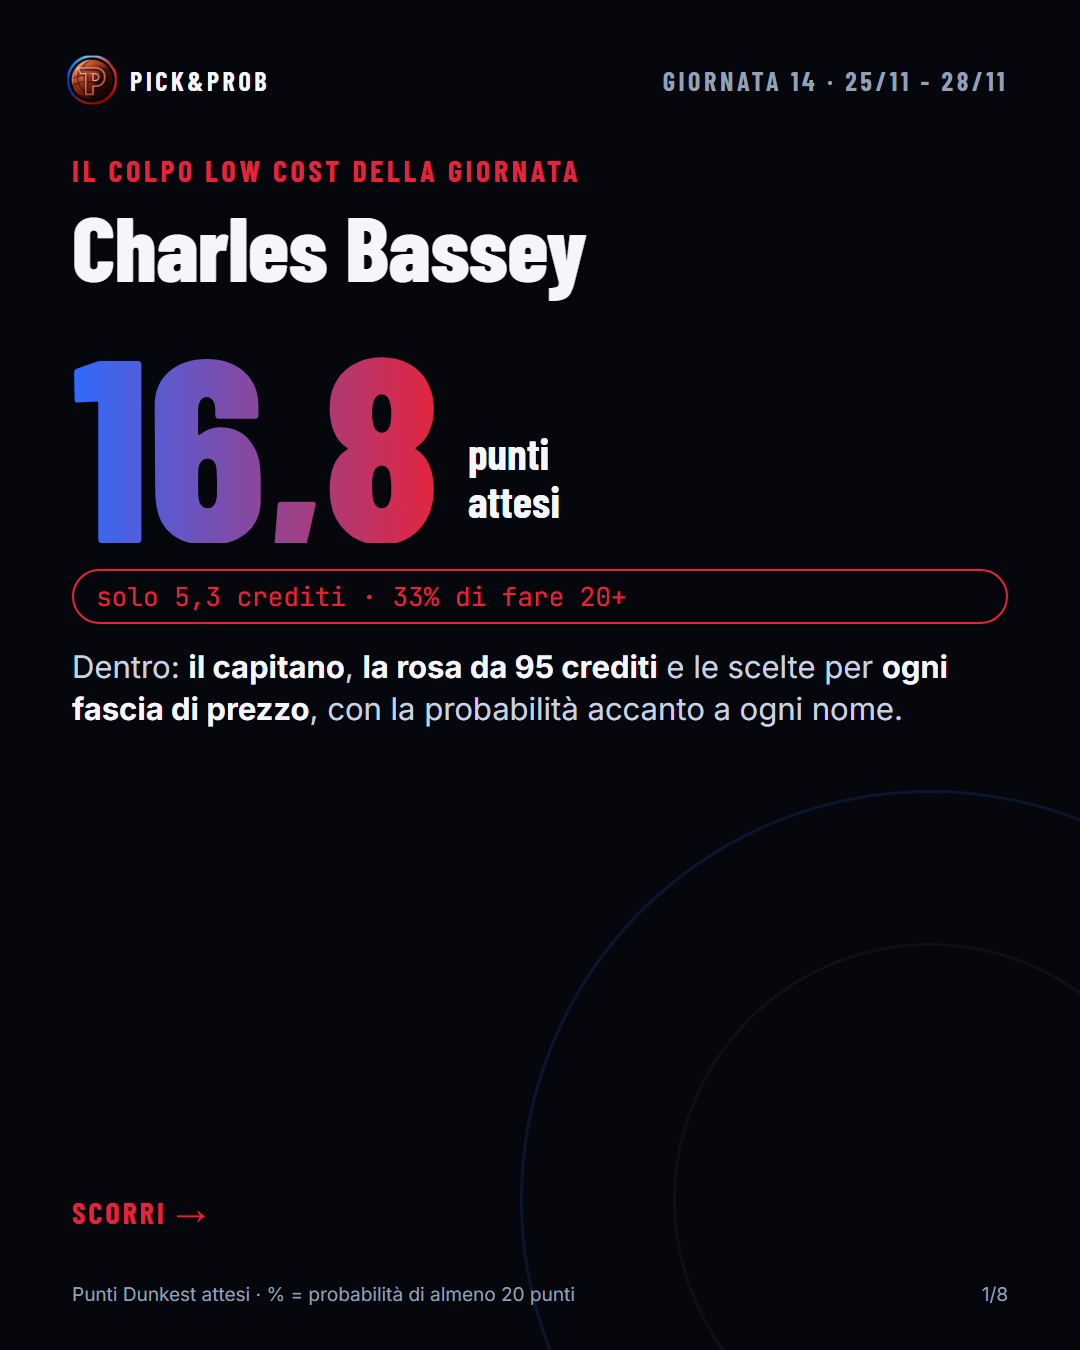 PICK&PROB
GIORNATA 14 · 25/11 - 28/11
IL COLPO LOW COST DELLA GIORNATA
Charles Bassey
16,8
punti
attesi
solo 5,3 crediti · 33% di fare 20+
Dentro: il capitano, la rosa da 95 crediti e le scelte per ogni
fascia di prezzo, con la probabilità accanto a ogni nome.
SCORRI →
Punti Dunkest attesi · % = probabilità di almeno 20 punti
1/8